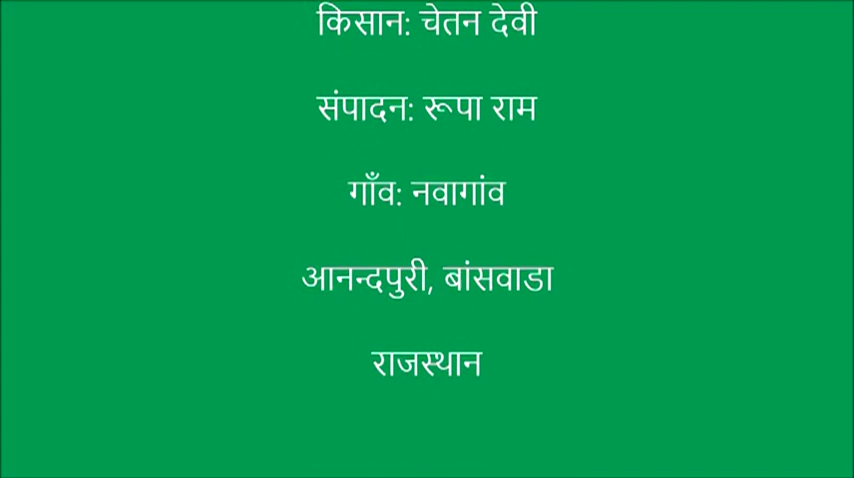 किसान: चेतन देवी
संपादन: रूपा राम
गाँव: नवागांव
आनन्दपुरी, बांसवाडा
राजस्थान